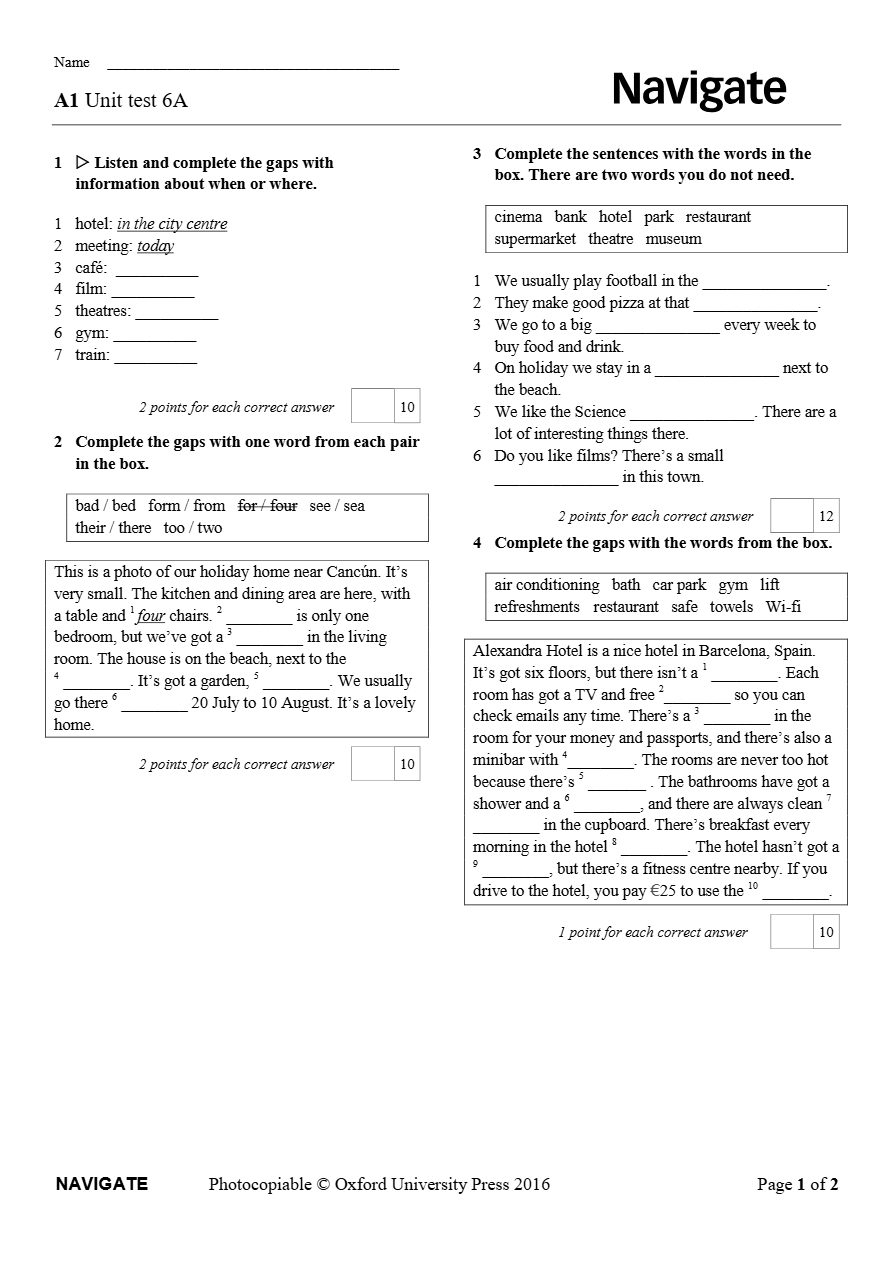 Name ____________________________________
A1 Unit test 6A
Navigate
1 ▷ Listen and complete the gaps with
information about when or where.
1 hotel: in the city centre
2 meeting: today
3 café: __________
4 film: __________
5 theatres: __________
6 gym: __________
7 train: __________
2 points for each correct answer 10
2 Complete the gaps with one word from each pair
in the box.
bad / bed form / from for / four see / sea
their / there too / two
This is a photo of our holiday home near Cancún. It’s
very small. The kitchen and dining area are here, with
a table and 1 four chairs. 2 ________ is only one
bedroom, but we’ve got a 3 ________ in the living
room. The house is on the beach, next to the
4 ________. It’s got a garden, 5 ________. We usually
go there 6 ________ 20 July to 10 August. It’s a lovely
home.
2 points for each correct answer 10
3 Complete the sentences with the words in the
box. There are two words you do not need.
cinema bank hotel park restaurant
supermarket theatre museum
1 We usually play football in the _______________.
2 They make good pizza at that _______________.
3 We go to a big _______________ every week to
buy food and drink.
4 On holiday we stay in a _______________ next to
the beach.
5 We like the Science _______________. There are a
lot of interesting things there.
6 Do you like films? There’s a small
_______________ in this town.
2 points for each correct answer 12
4 Complete the gaps with the words from the box.
air conditioning bath car park gym lift
refreshments restaurant safe towels Wi-fi
Alexandra Hotel is a nice hotel in Barcelona, Spain.
It’s got six floors, but there isn’t a 1 ________. Each
room has got a TV and free 2 ________ so you can
check emails any time. There’s a 3 ________ in the
room for your money and passports, and there’s also a
minibar with 4 ________. The rooms are never too hot
because there’s 5 _______ . The bathrooms have got a
shower and a 6 ________, and there are always clean 7
________ in the cupboard. There’s breakfast every
morning in the hotel 8 ________. The hotel hasn’t got a
9 ________, but there’s a fitness centre nearby. If you
drive to the hotel, you pay €25 to use the 10 ________.
1 point for each correct answer 10
NAVIGATE Photocopiable © Oxford University Press 2016 Page 1 of 2